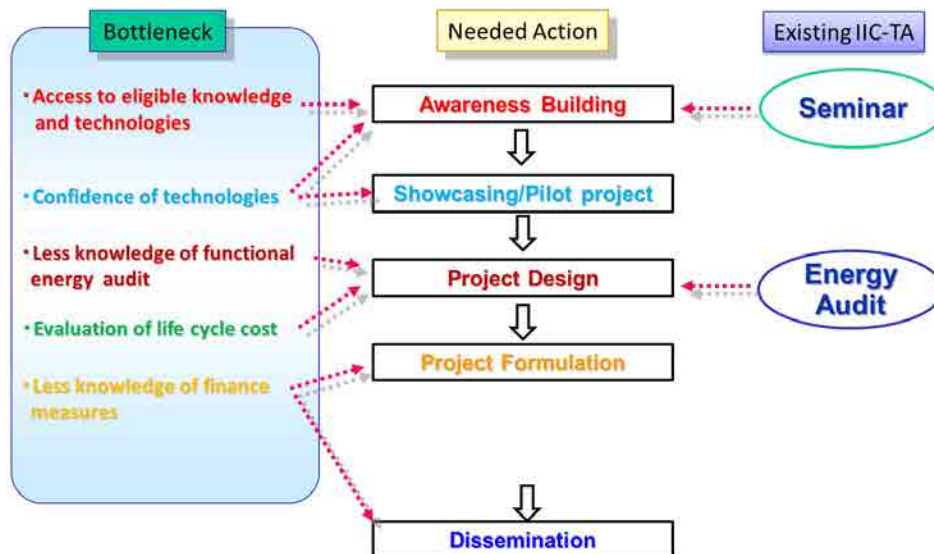 Bottleneck
Needed Action
Existing IIC-TA
・Access to eligible knowledge
and technologies
Awareness Building
Seminar
・Confidence of technologies
Showcasing/Pilot project
・Less knowledge of functional
energy audit
Project Design
Energy
Audit
・Evaluation of life cycle cost
Project Formulation
・Less knowledge of finance
measures
Dissemination